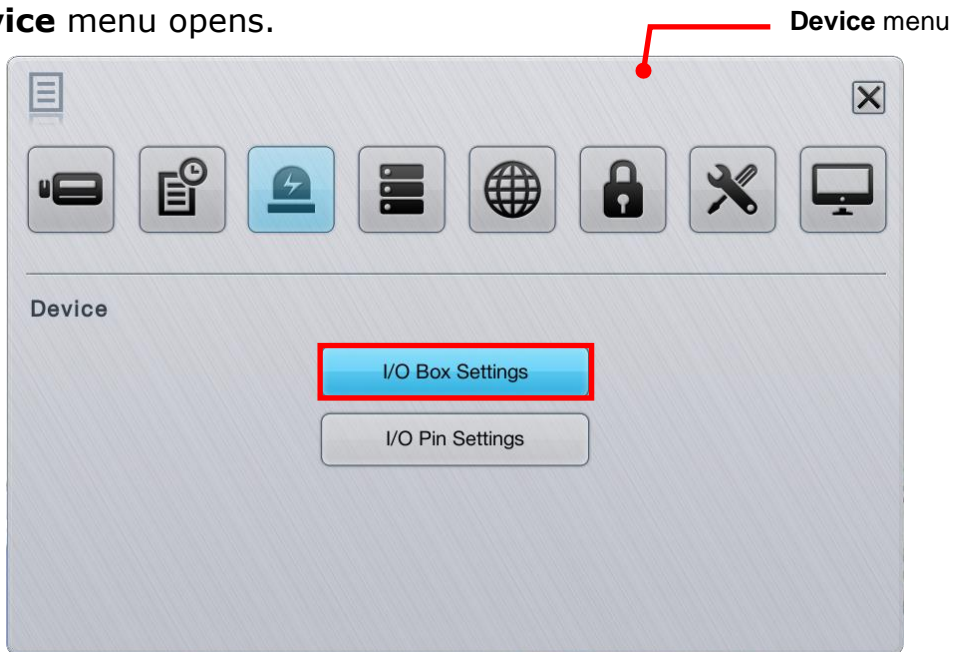 vice menu opens.
Device menu
Device
I/O Box Settings
I/O Pin Settings